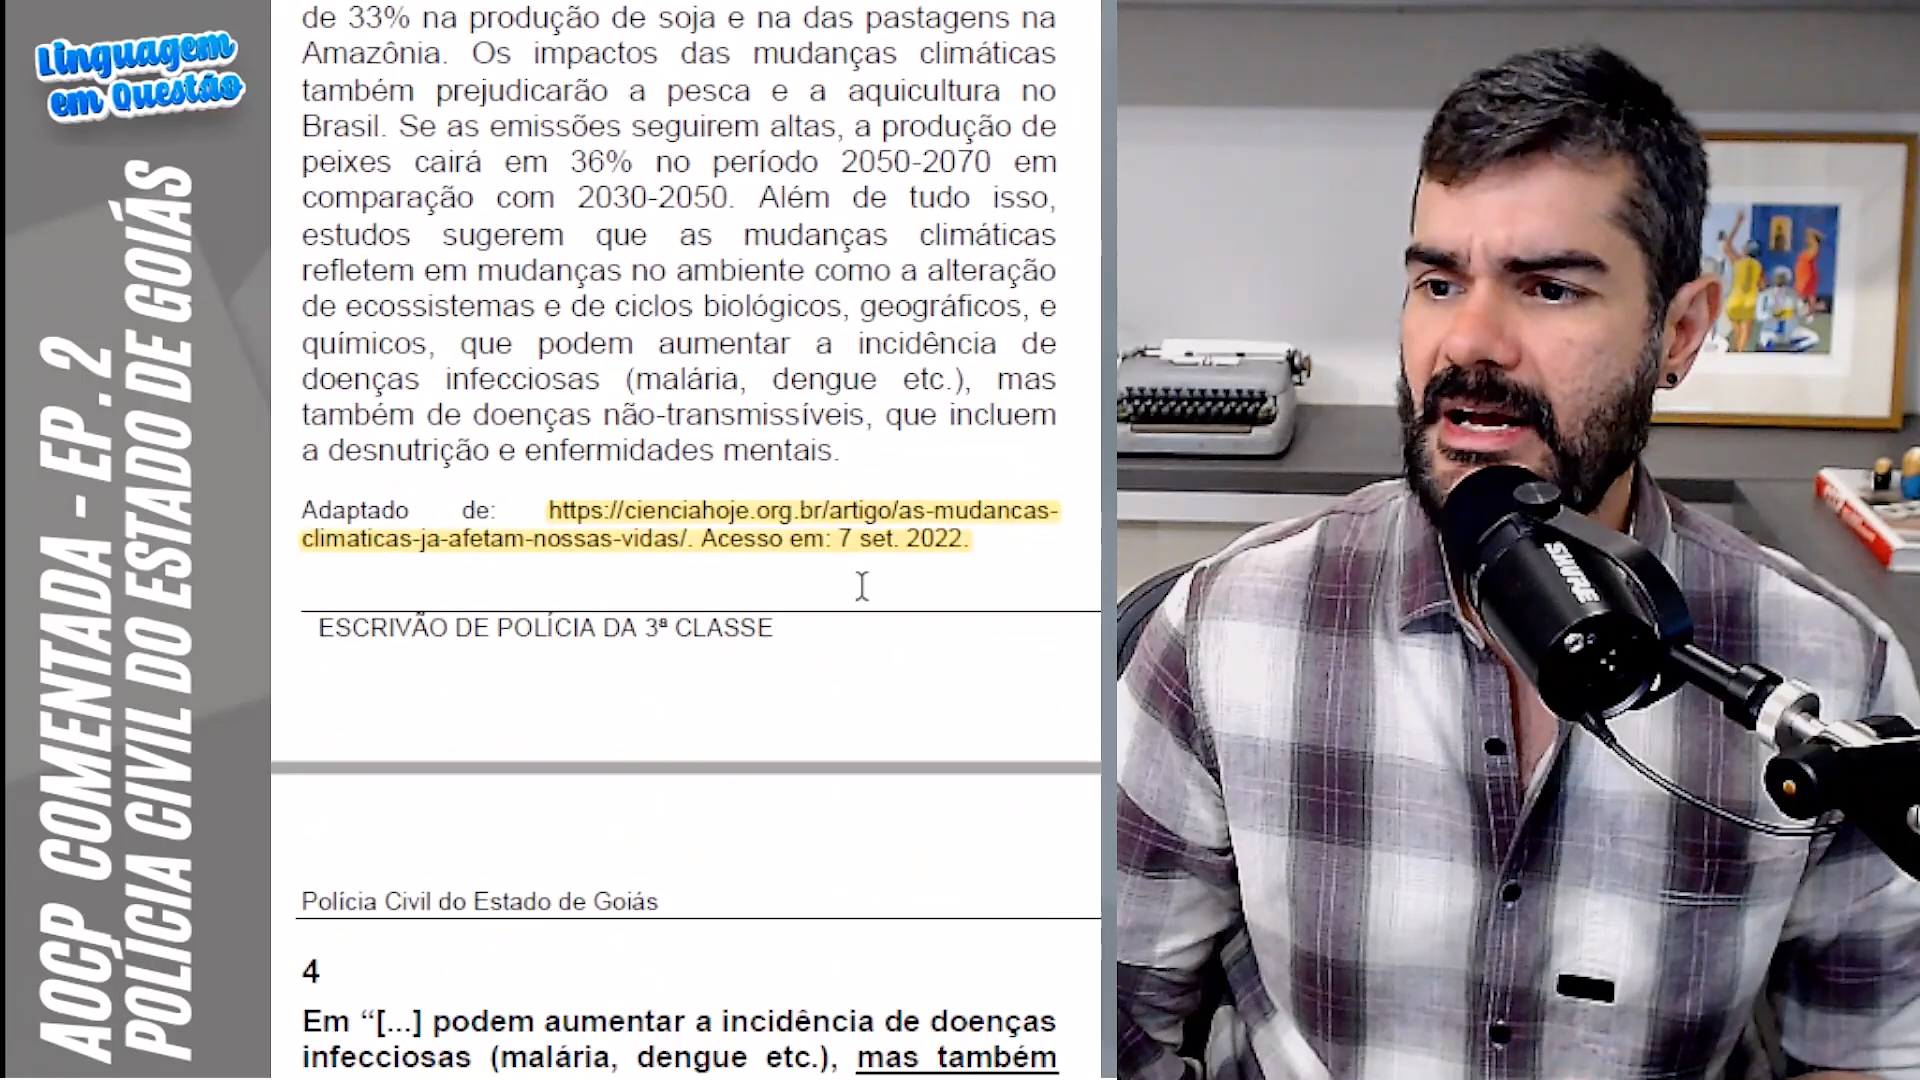 Linguagem
em Questão
AOCP COMENTADA - EP. 2
POLÍCIA CIVIL DO ESTADO DE GOIÁS
de 33% na produção de soja e na das pastagens na
Amazônia. Os impactos das mudanças climáticas
também prejudicarão a pesca e a aquicultura no
Brasil. Se as emissões seguirem altas, a produção de
peixes cairá em 36% no período 2050-2070 em
comparação com 2030-2050. Além de tudo isso,
estudos sugerem que as mudanças climáticas
refletem em mudanças no ambiente como a alteração
de ecossistemas e de ciclos biológicos, geográficos, e
químicos, que podem aumentar a incidência de
doenças infecciosas (malária, dengue etc.), mas
também de doenças não-transmissíveis, que incluem
a desnutrição e enfermidades mentais.
Adaptado de: https://cienciahoje.org.br/artigo/as-mudancas-
climaticas-ja-afetam-nossas-vidas/. Acesso em: 7 set. 2022.
ESCRIVÃO DE POLÍCIA DA 3ª CLASSE
Polícia Civil do Estado de Goiás
4
Em “[...] podem aumentar a incidência de doenças
infecciosas (malária, dengue etc.), mas também
SHURE